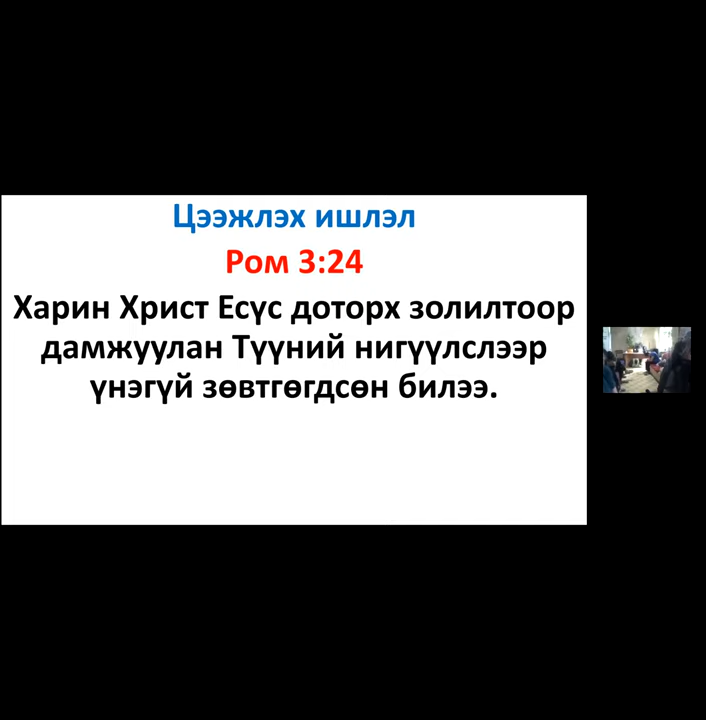 Цээжлэх ишлэл
Ром 3:24
Харин Христ Есүс доторх золилтоор
дамжуулан Түүний нигүүлслээр
үнэгүй зөвтгөгдсөн билээ.